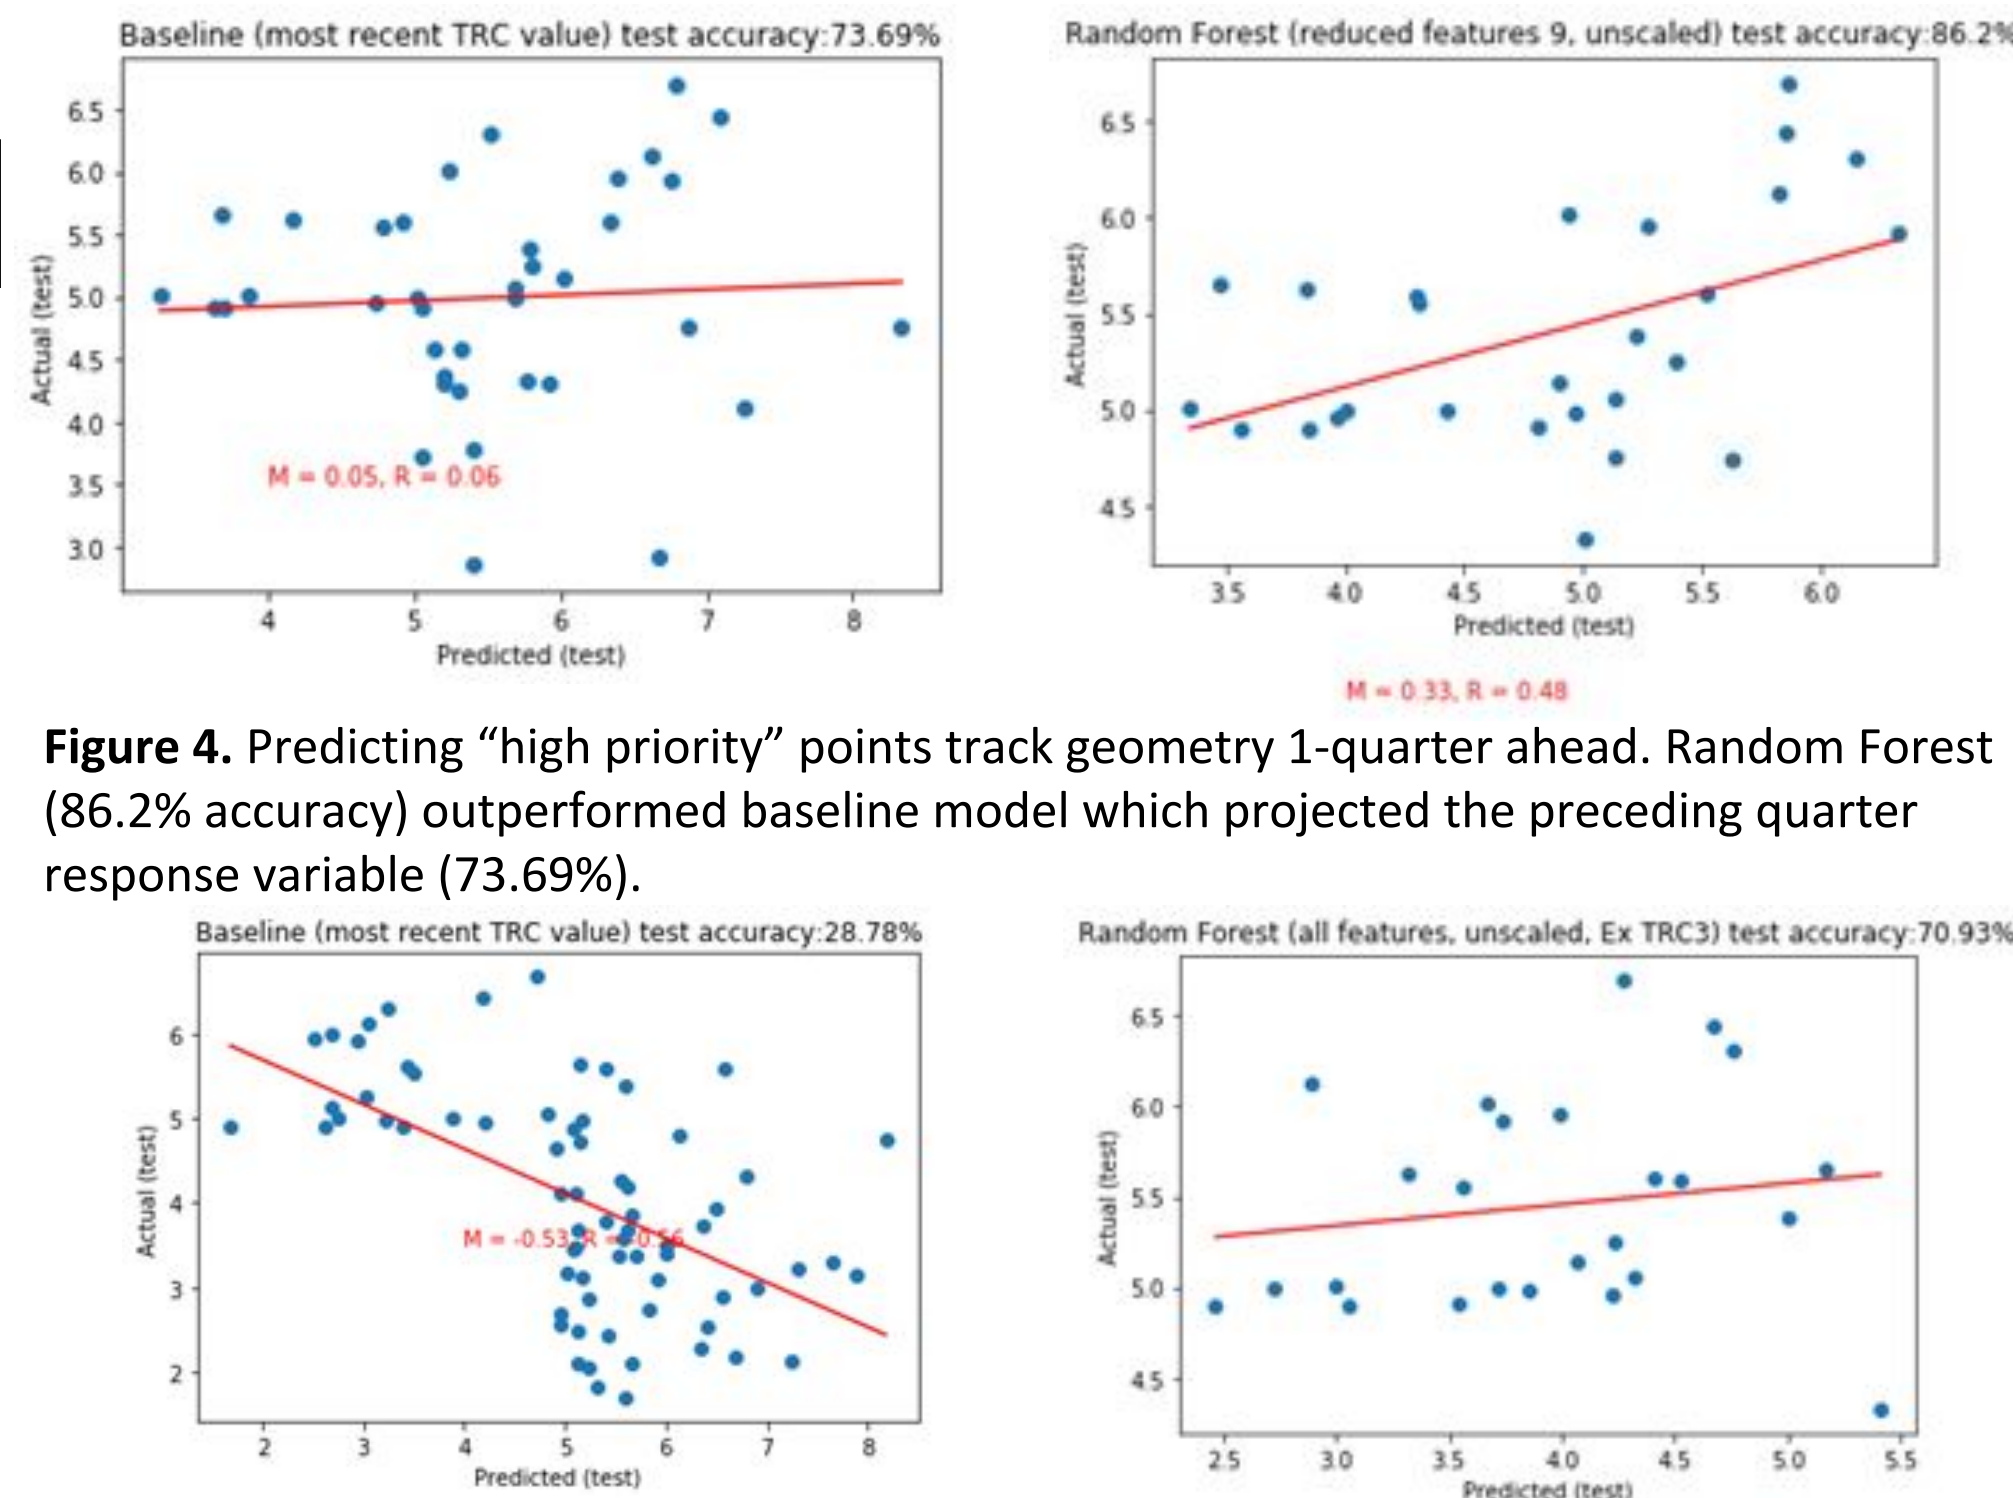 Baseline (most recent TRC value) test accuracy:73.69%
6.5
6.0
5.5
5.0
4.5
4.0
3.5
3.0
Actual (test)
M = 0.05, R = 0.06
4 5 6 7 8
Predicted (test)
Random Forest (reduced features 9, unscaled) test accuracy:86.2%
6.5
6.0
5.5
5.0
4.5
Actual (test)
3.5 4.0 4.5 5.0 5.5 6.0
Predicted (test)
M = 0.33, R = 0.48
Figure 4. Predicting “high priority” points track geometry 1-quarter ahead. Random Forest
(86.2% accuracy) outperformed baseline model which projected the preceding quarter
response variable (73.69%).
Baseline (most recent TRC value) test accuracy:28.78%
6
5
4
3
2
Actual (test)
M = -0.53, R = -0.56
2 3 4 5 6 7 8
Predicted (test)
Random Forest (all features, unscaled, Ex TRC3) test accuracy:70.93%
6.5
6.0
5.5
5.0
4.5
Actual (test)
2.5 3.0 3.5 4.0 4.5 5.0 5.5
Predicted (test)